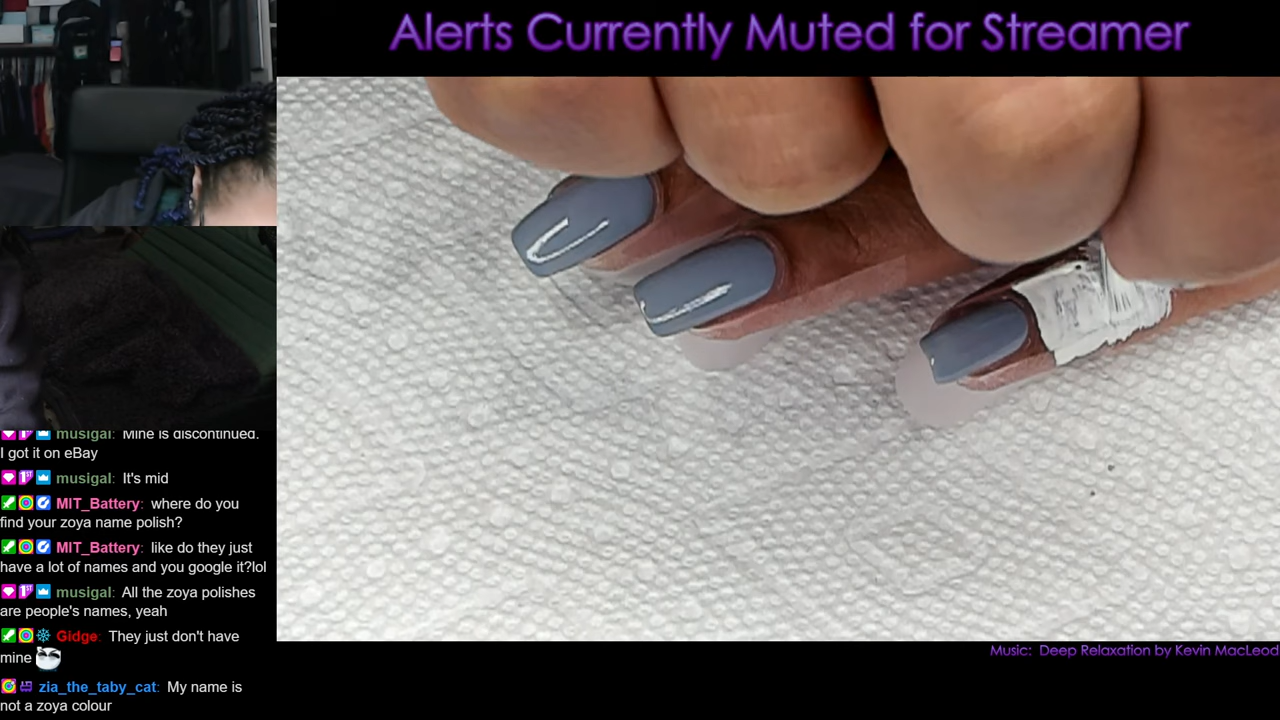 Alerts Currently Muted for Streamer
musigal: Mine is discontinued.
I got it on eBay
musigal: It's mid
MIT_Battery: where do you
find your zoya name polish?
MIT_Battery: like do they just
have a lot of names and you google it?lol
musigal: All the zoya polishes
are people's names, yeah
Gidge: They just don't have
mine
zia_the_taby_cat: My name is
not a zoya colour
Music: Deep Relaxation by Kevin MacLeod